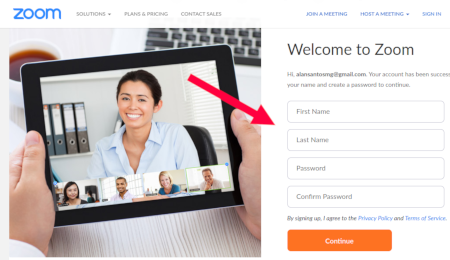 zoom
SOLUTIONS PLANS & PRICING CONTACT SALES JOIN A MEETING HOST A MEETING SIGN IN
Welcome to Zoom
Hi, alansantosmg@gmail.com. Your account has been success
your name and create a password to continue.
First Name
Last Name
Password
Confirm Password
By signing up, I agree to the Privacy Policy and Terms of Service.
Continue